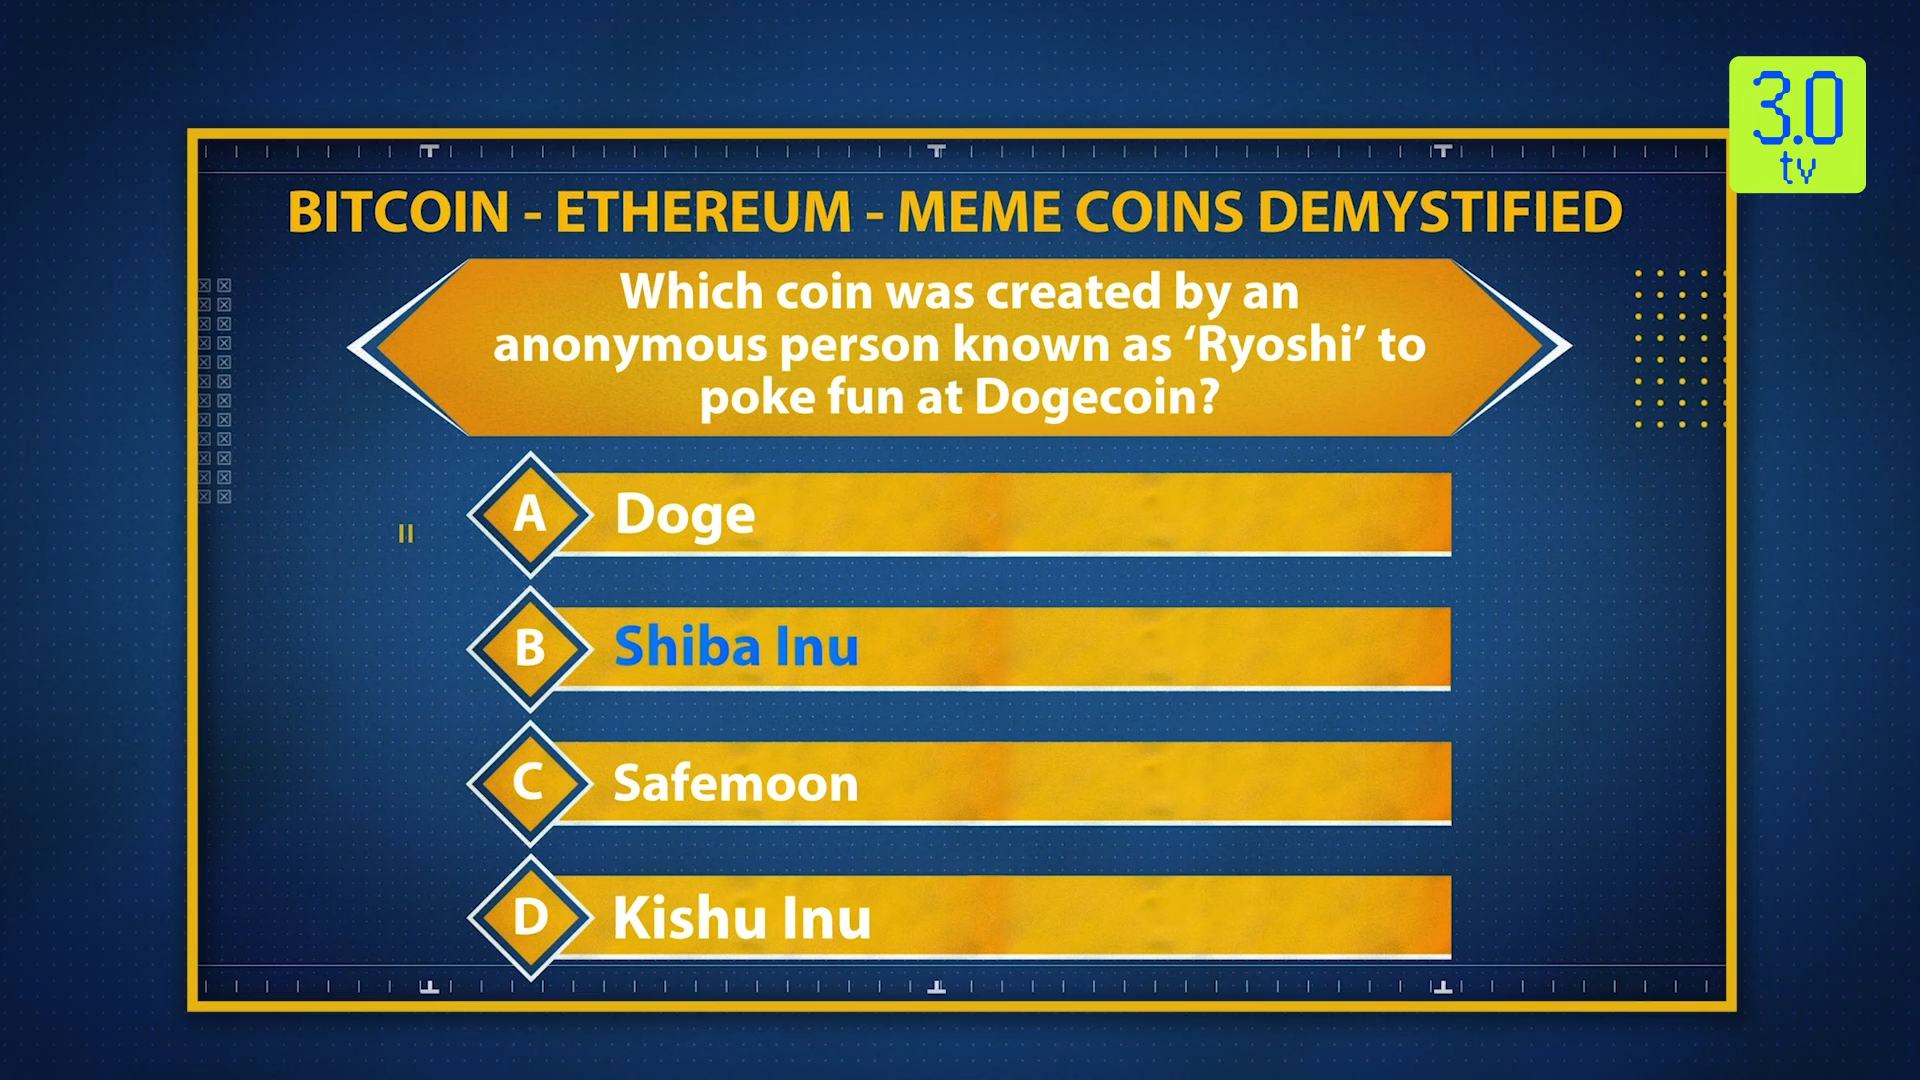 3.0
tv
BITCOIN - ETHEREUM - MEME COINS DEMYSTIFIED
Which coin was created by an
anonymous person known as ‘Ryoshi’ to
poke fun at Dogecoin?
A Doge
B Shiba Inu
C Safemoon
D Kishu Inu